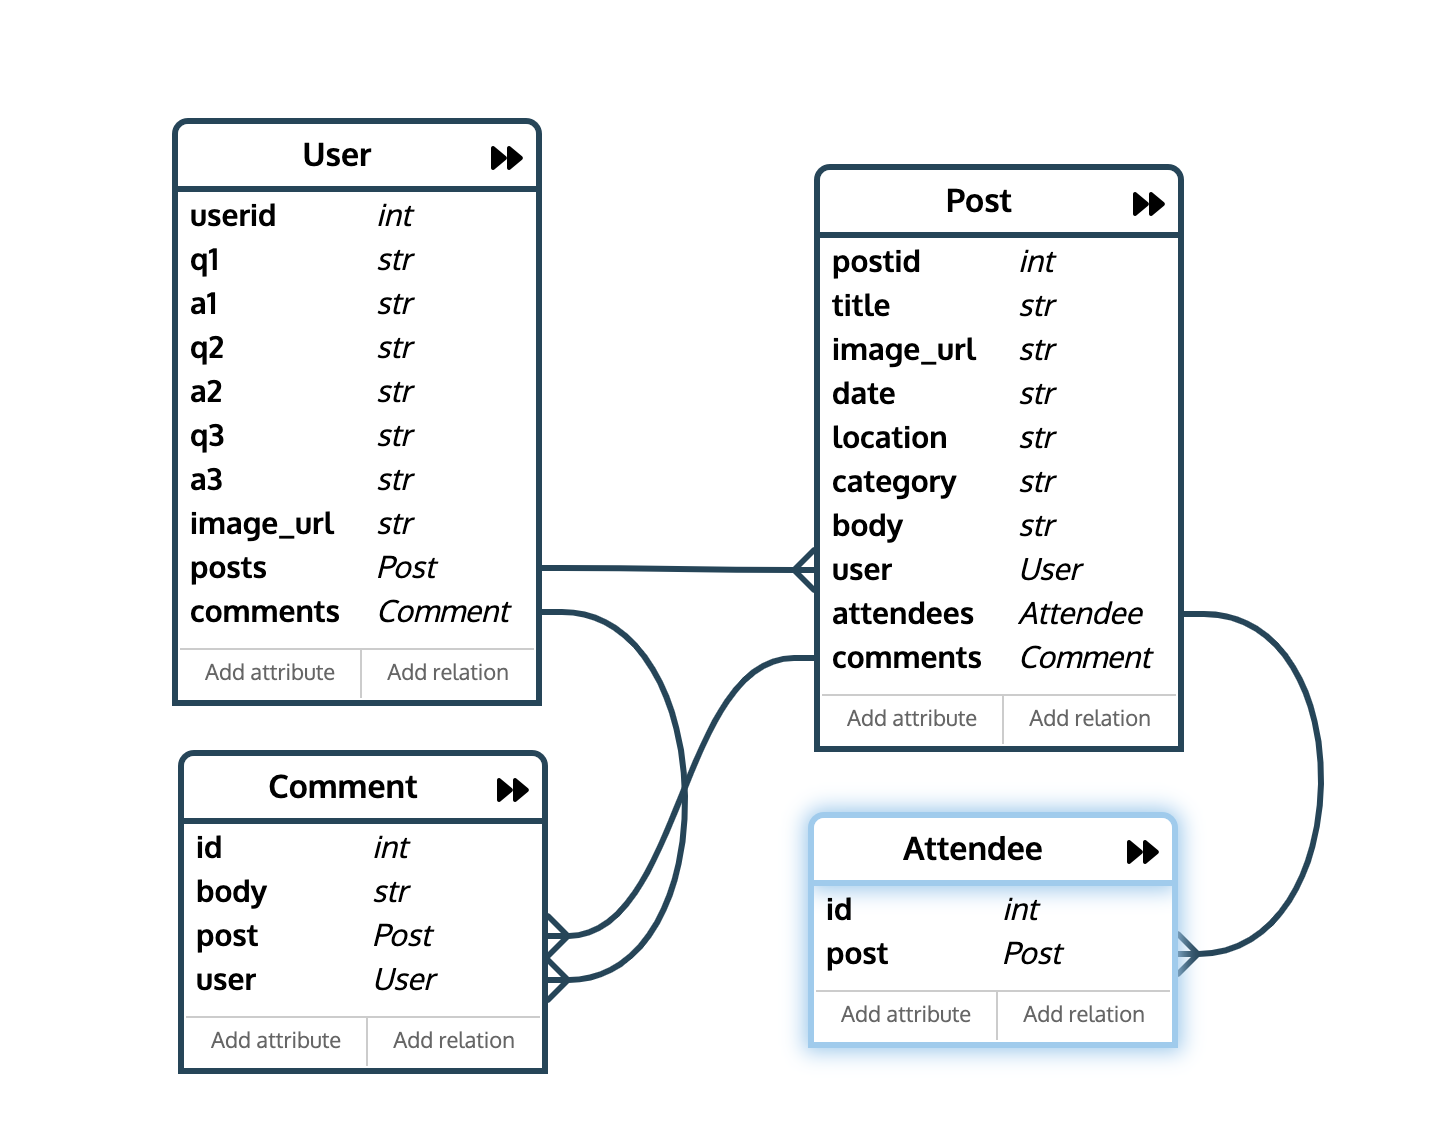 User
userid int
q1 str
a1 str
q2 str
a2 str
q3 str
a3 str
image_url str
posts Post
comments Comment
Add attribute Add relation
Post
postid int
title str
image_url str
date str
location str
category str
body str
user User
attendees Attendee
comments Comment
Add attribute Add relation
Comment
id int
body str
post Post
user User
Add attribute Add relation
Attendee
id int
post Post
Add attribute Add relation